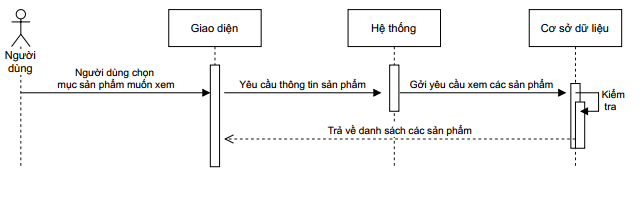 Giao diện
Hệ thống
Cơ sở dữ liệu
Người
dùng
Người dùng chọn
mục sản phẩm muốn xem
Yêu cầu thông tin sản phẩm
Gởi yêu cầu xem các sản phẩm
Kiểm
tra
Trả về danh sách các sản phẩm